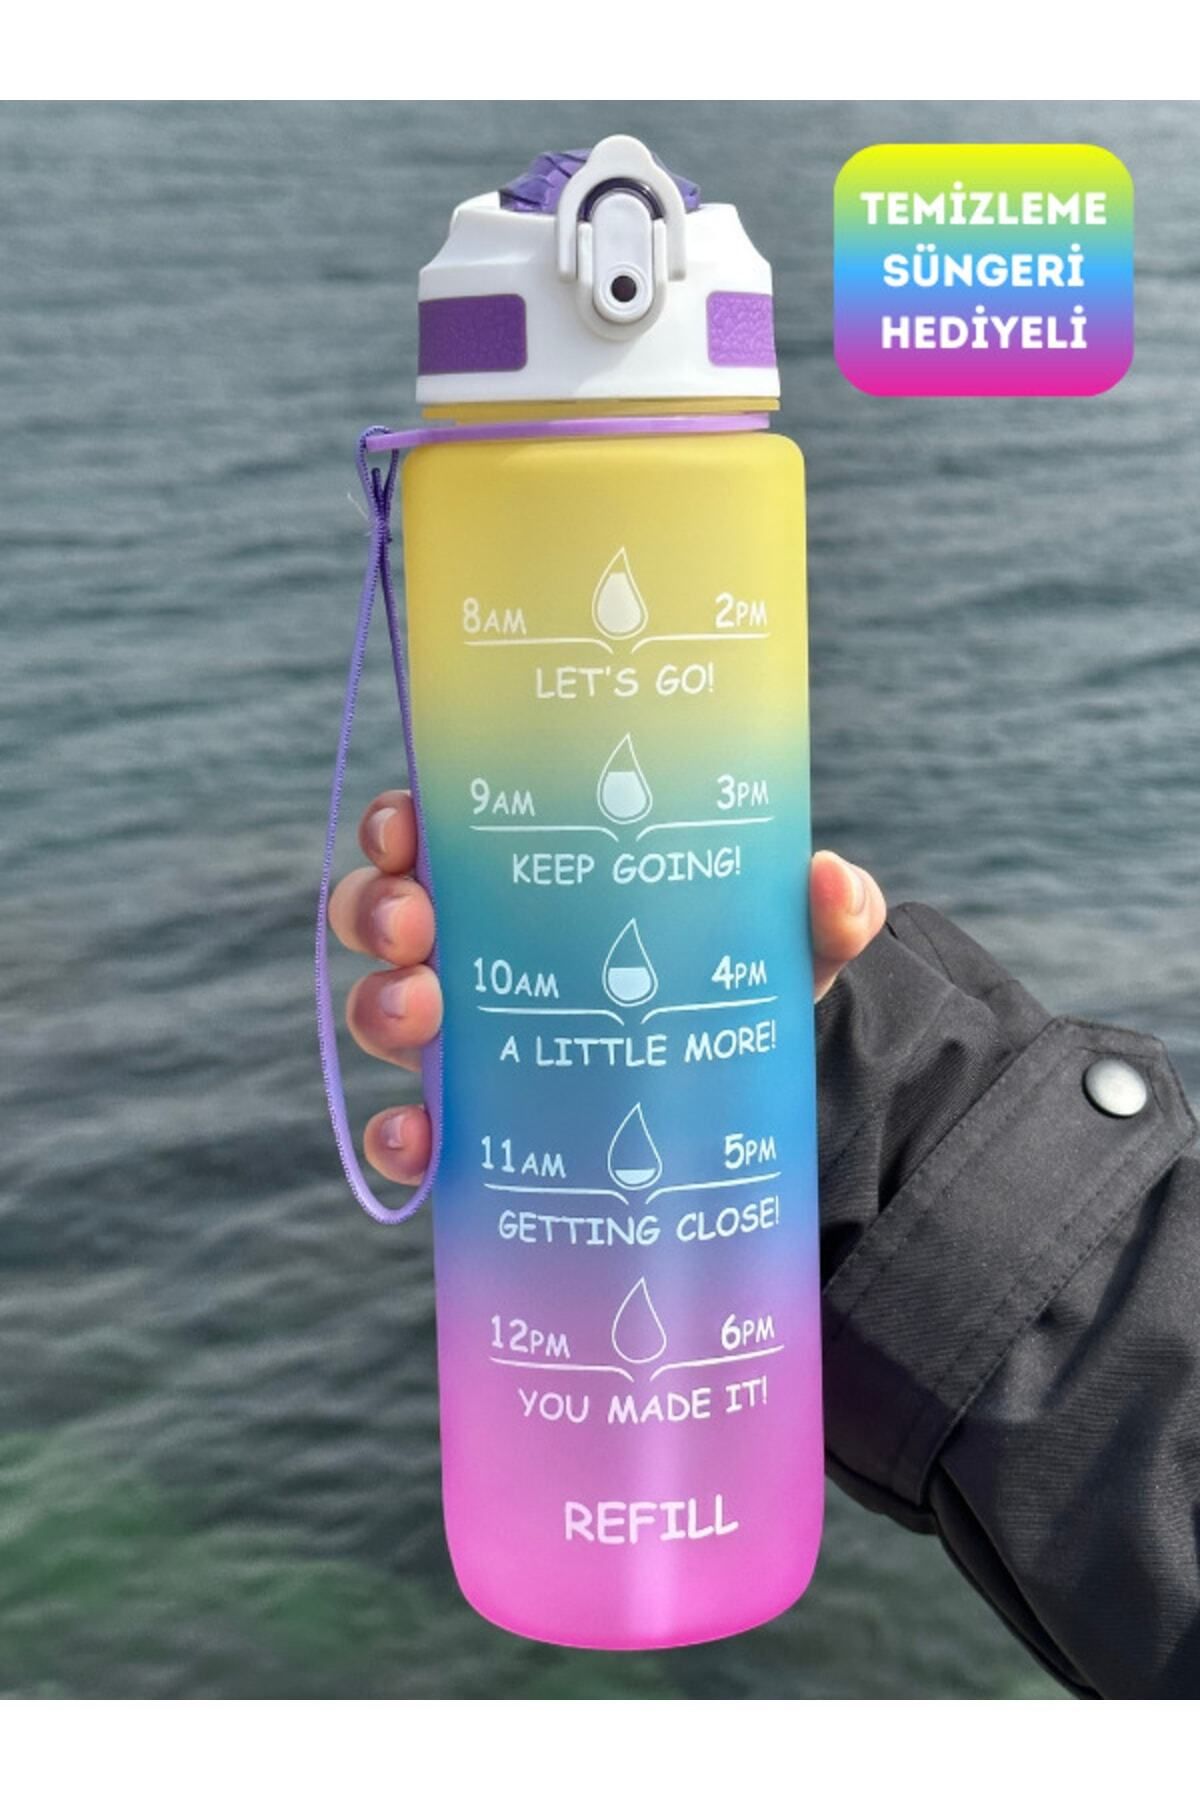 TEMİZLEME
SÜNGERİ
HEDİYELİ
8AM 2PM
LET'S GO!
9AM 3PM
KEEP GOING!
10AM 4PM
A LITTLE MORE!
11AM 5PM
GETTING CLOSE!
12PM 6PM
YOU MADE IT!
REFILL